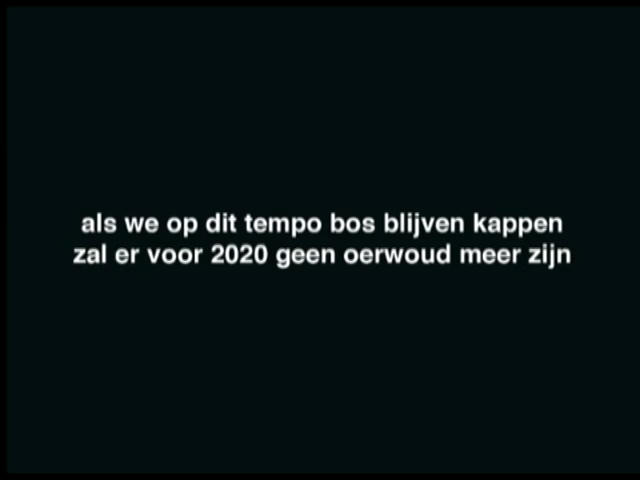 als we op dit tempo bos blijven kappen
zal er voor 2020 geen oerwoud meer zijn